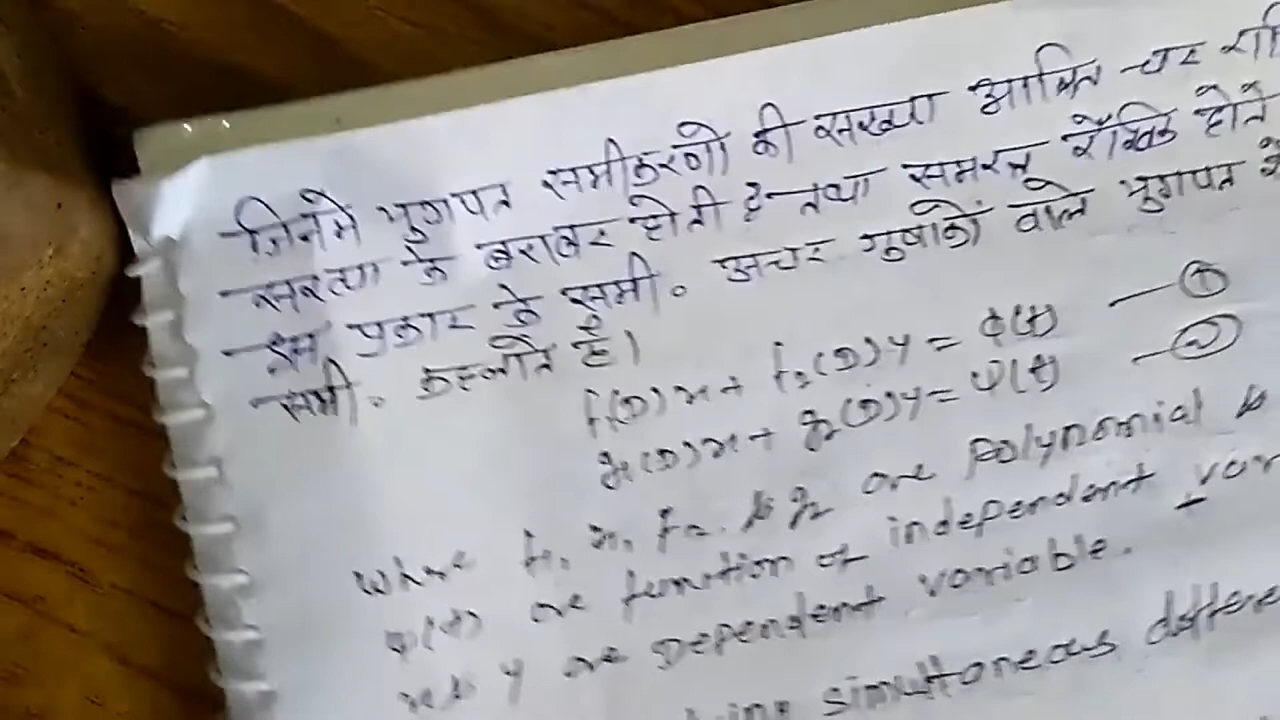 जिनमे युगपत समीकरणो की संख्या आश्रित चर
संख्या के बराबर होती है तथा समस्त रैखिक होते
इस प्रकार के समी० अचर गुणांकों वाले युगपत
समी० कहलाते है।
f₁(D)x + f₂(D)y = ϕ(t) — ①
g₁(D)x + g₂(D)y = ψ(t) — ②
where f₁, g₁, f₂ & g₂ are polynomial
ψ(t) are function of independent
x & y are Dependent variable.
simultaneous